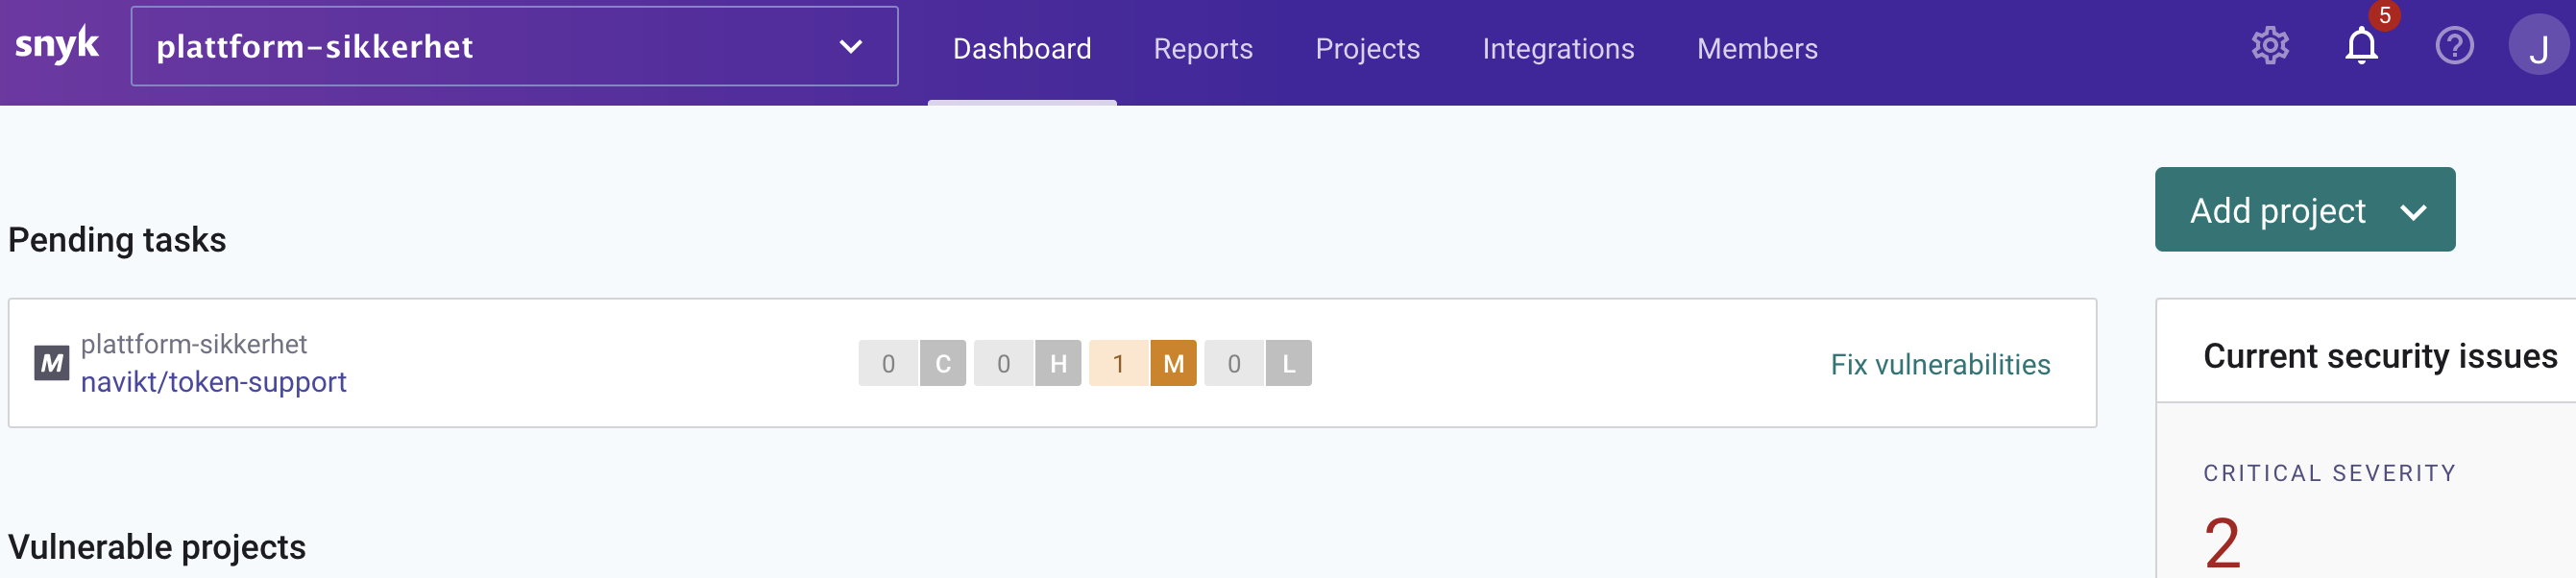 snyk plattform-sikkerhet Dashboard Reports Projects Integrations Members 5 ? J
Add project
Pending tasks
M plattform-sikkerhet
navikt/token-support
0 C 0 H 1 M 0 L
Fix vulnerabilities
Current security issues
CRITICAL SEVERITY
2
Vulnerable projects